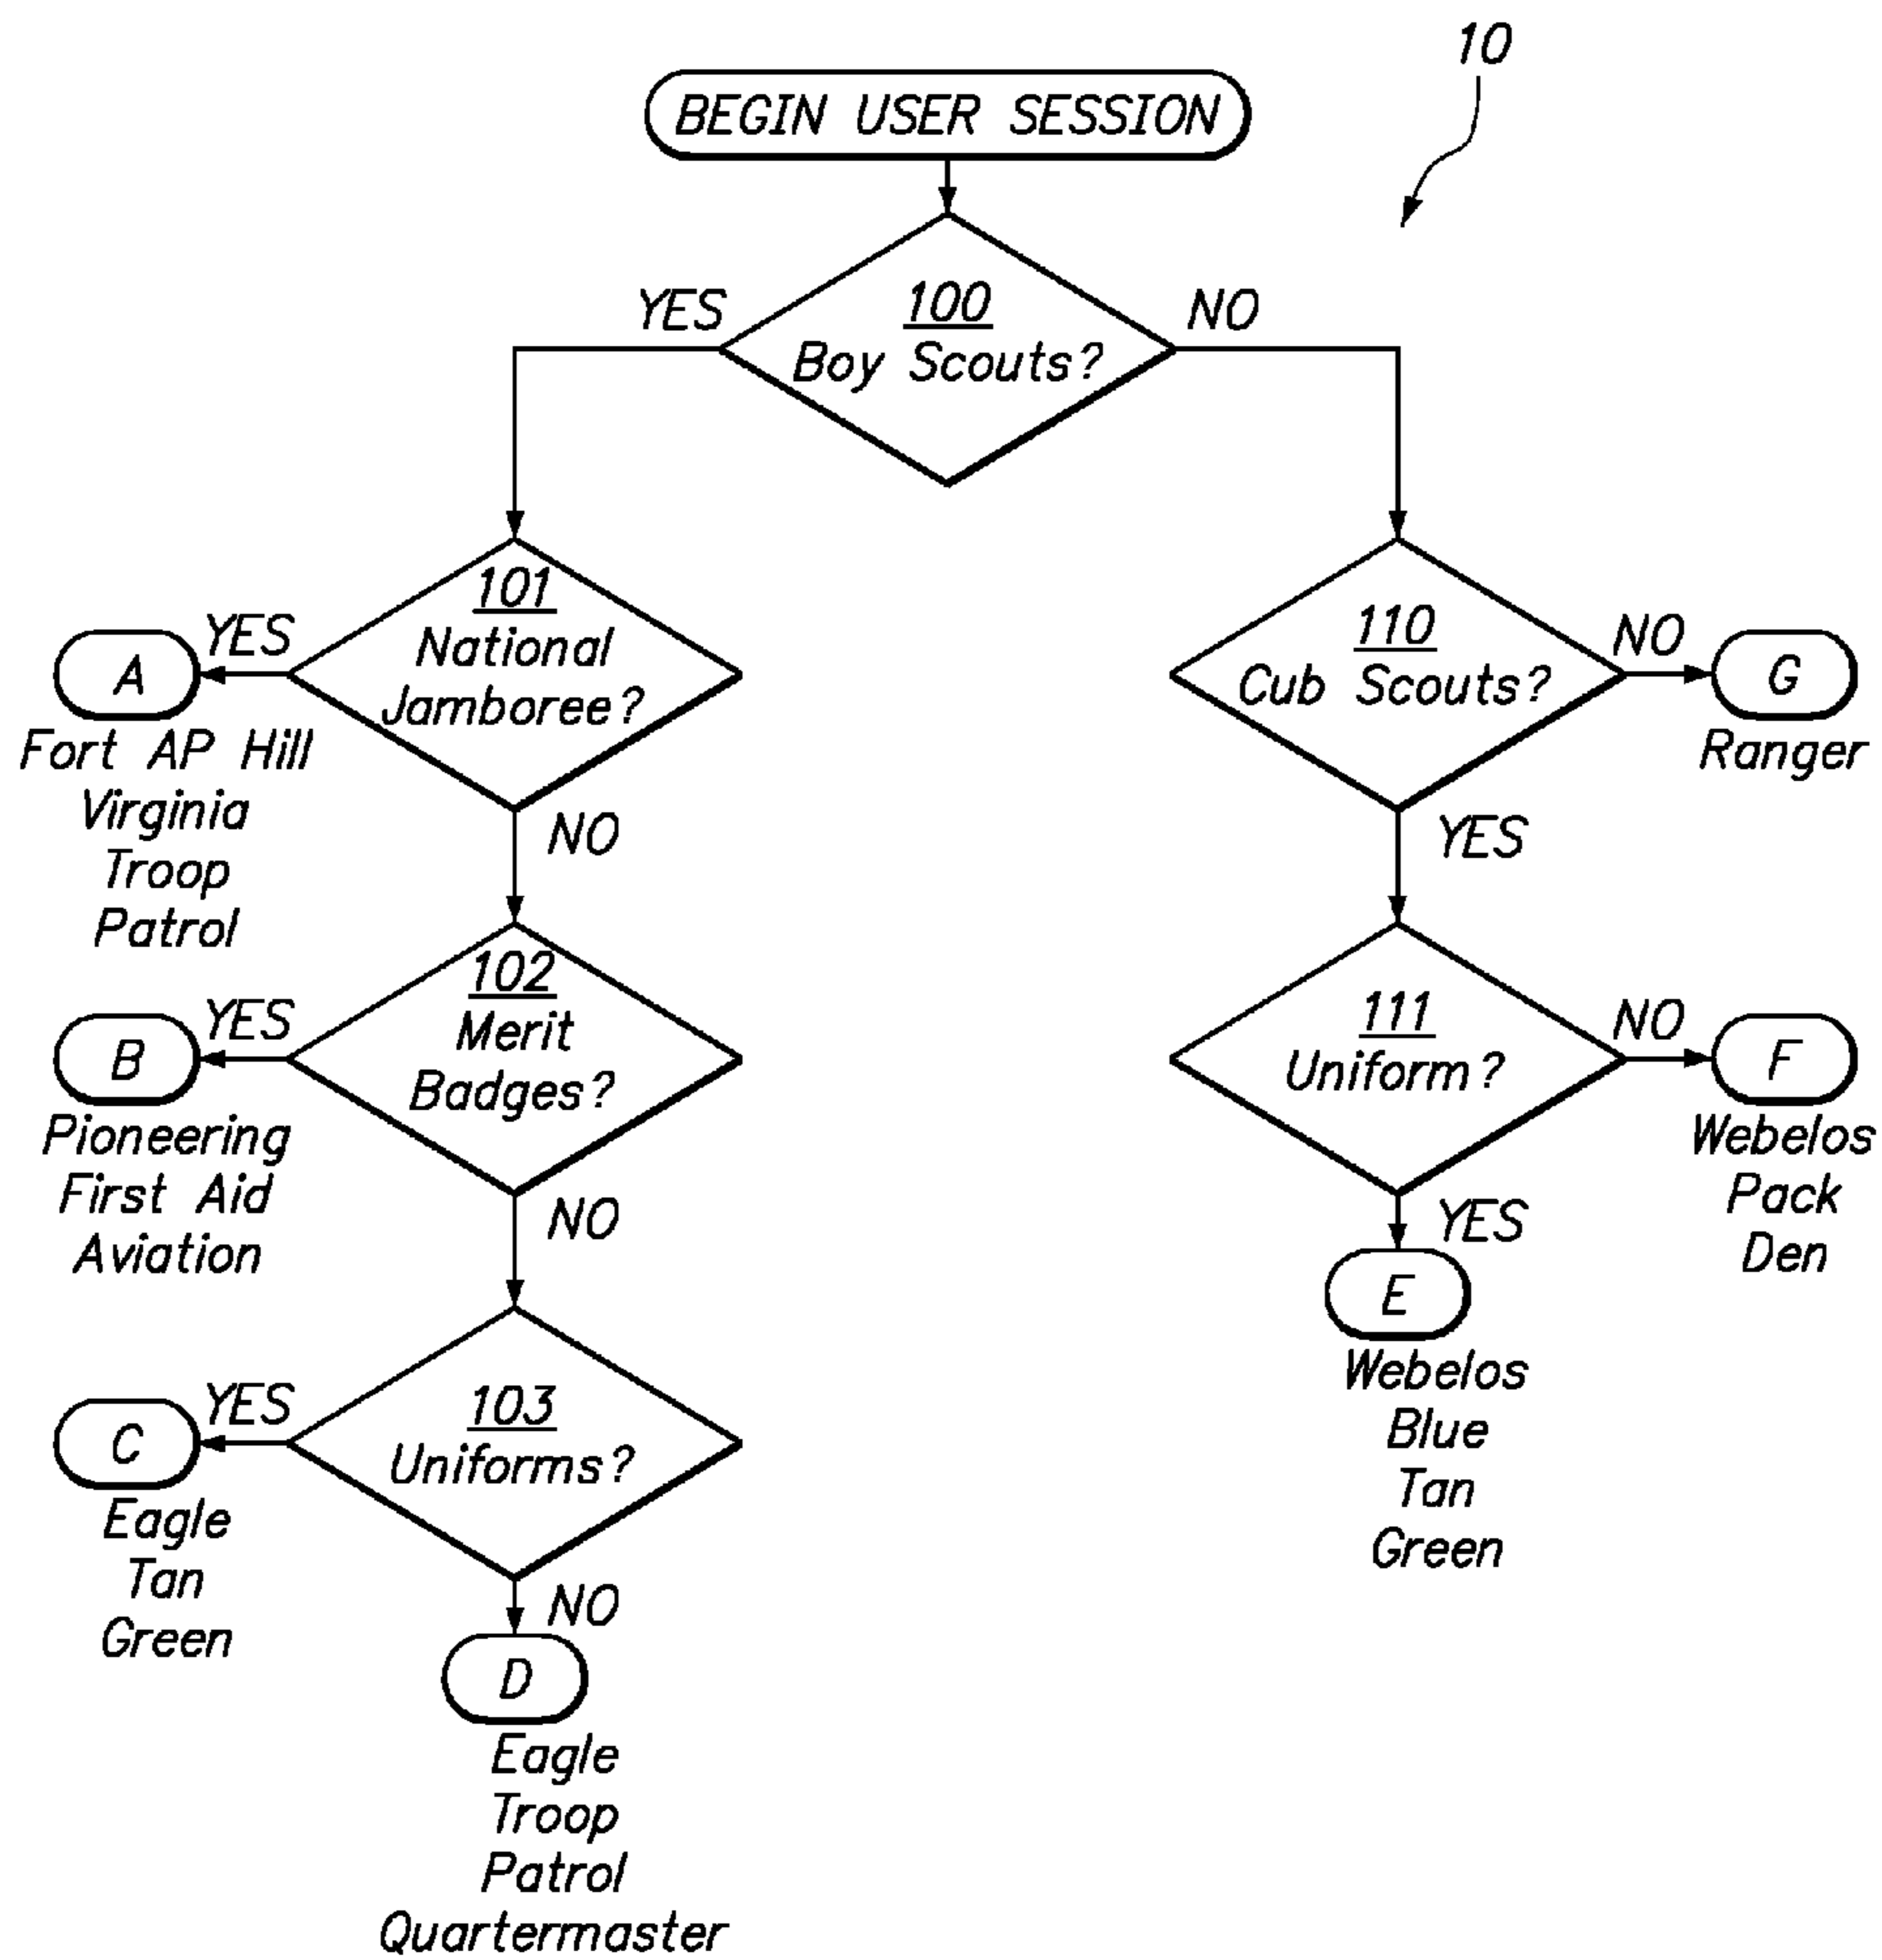 10
BEGIN USER SESSION
YES
100
NO
Boy Scouts?
101
National
Jamboree?
YES
A
Fort AP Hill
Virginia
Troop
Patrol
NO
110
Cub Scouts?
NO
G
Ranger
YES
102
Merit
Badges?
YES
B
Pioneering
First Aid
Aviation
NO
111
Uniform?
NO
F
Webelos
Pack
Den
YES
E
Webelos
Blue
Tan
Green
103
Uniforms?
YES
C
Eagle
Tan
Green
NO
D
Eagle
Troop
Patrol
Quartermaster